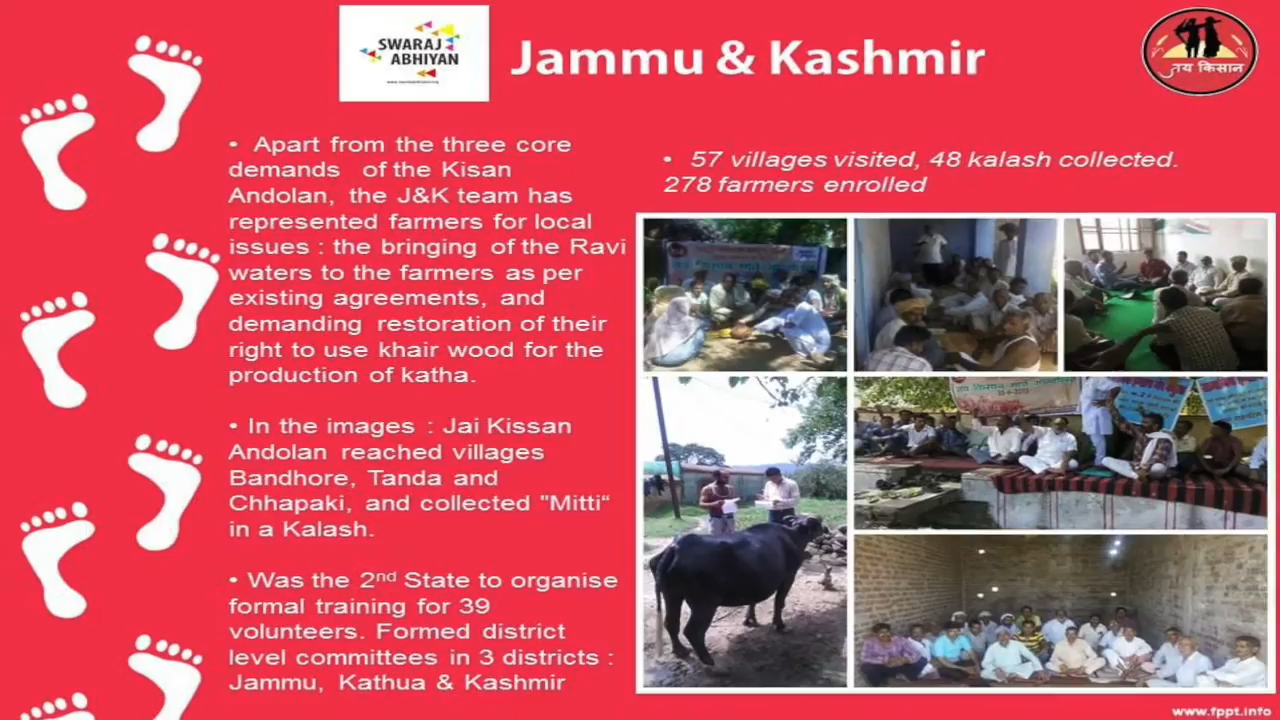 SWARAJ
ABHIYAN
Jammu & Kashmir
जय किसान
• Apart from the three core
demands of the Kisan
Andolan, the J&K team has
represented farmers for local
issues : the bringing of the Ravi
waters to the farmers as per
existing agreements, and
demanding restoration of their
right to use khair wood for the
production of katha.
• In the images : Jai Kissan
Andolan reached villages
Bandhore, Tanda and
Chhapaki, and collected "Mitti“
in a Kalash.
• Was the 2nd State to organise
formal training for 39
volunteers. Formed district
level committees in 3 districts :
Jammu, Kathua & Kashmir
• 57 villages visited, 48 kalash collected.
278 farmers enrolled
www.fppt.info